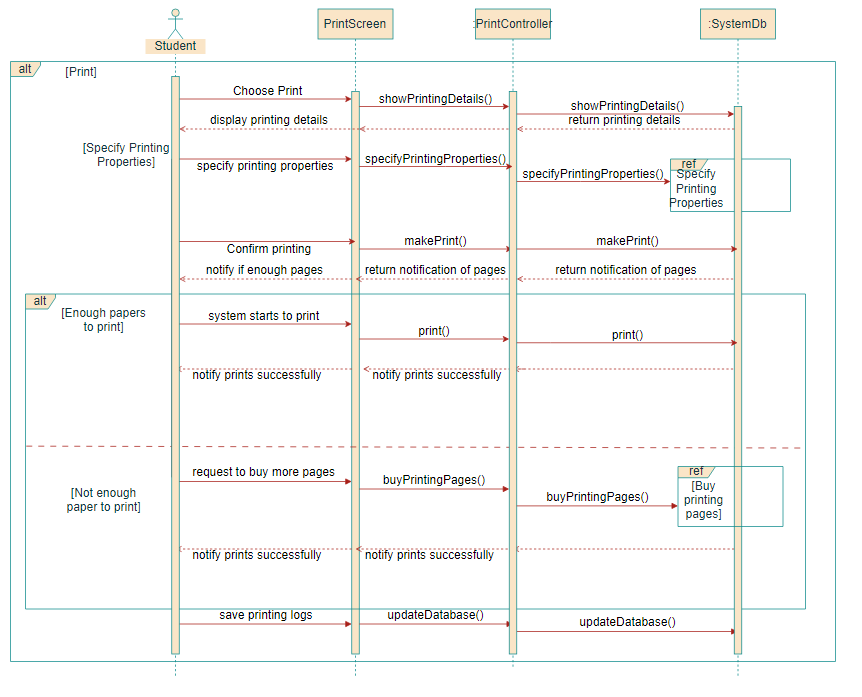 Student
PrintScreen
:PrintController
:SystemDb
alt
[Print]
Choose Print
showPrintingDetails()
showPrintingDetails()
display printing details
return printing details
[Specify Printing
Properties]
specify printing properties
specifyPrintingProperties()
specifyPrintingProperties()
ref
Specify
Printing
Properties
Confirm printing
makePrint()
makePrint()
notify if enough pages
return notification of pages
return notification of pages
alt
[Enough papers
to print]
system starts to print
print()
print()
notify prints successfully
notify prints successfully
request to buy more pages
buyPrintingPages()
buyPrintingPages()
ref
[Buy
printing
pages]
[Not enough
paper to print]
notify prints successfully
notify prints successfully
save printing logs
updateDatabase()
updateDatabase()